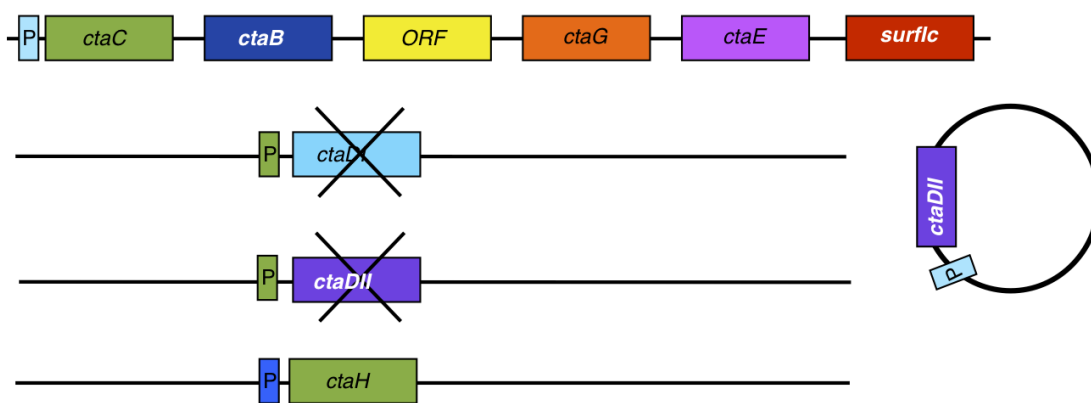 P ctaC ctaB ORF ctaG ctaE surfIc
P ctaDI
P ctaDII
P ctaH
ctaDII
P